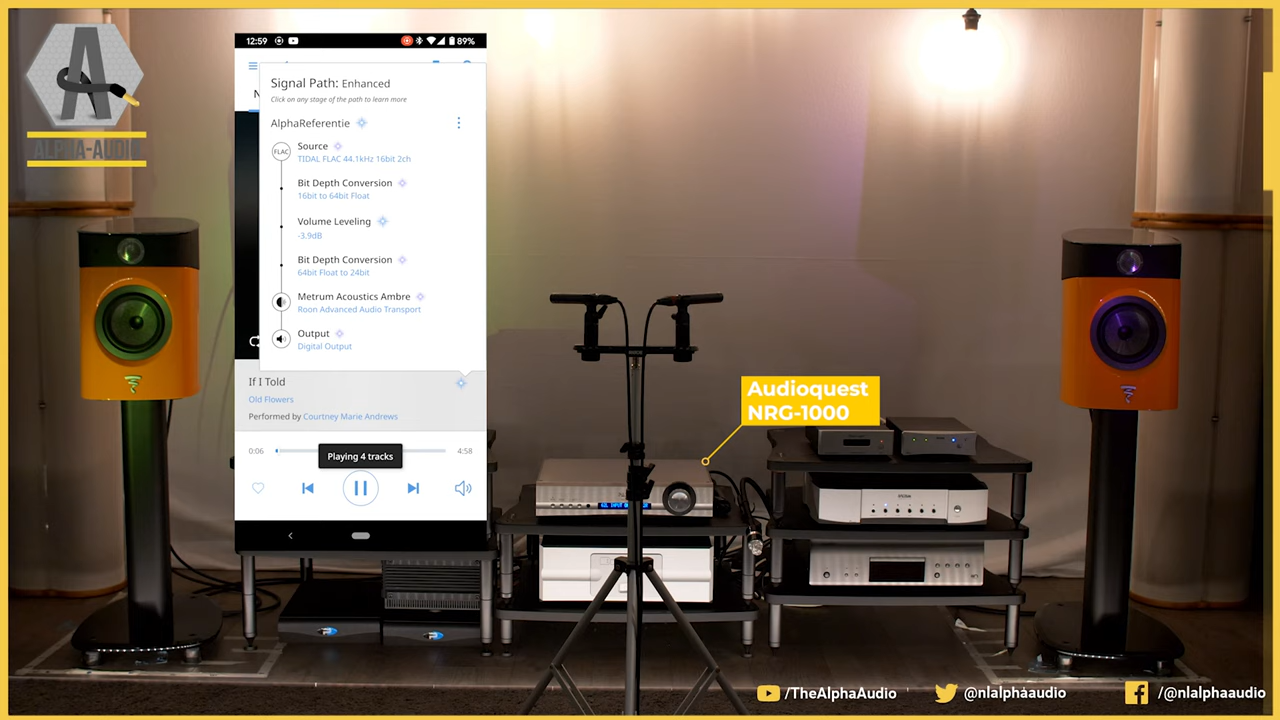 ALPHA-AUDIO
12:59
89%
Signal Path: Enhanced
Click on any stage of the path to learn more
AlphaReferentie
FLAC
Source
TIDAL FLAC 44.1kHz 16bit 2ch
Bit Depth Conversion
16bit to 64bit Float
Volume Leveling
-3.9dB
Bit Depth Conversion
64bit Float to 24bit
Metrum Acoustics Ambre
Roon Advanced Audio Transport
Output
Digital Output
If I Told
Old Flowers
Performed by Courtney Marie Andrews
0:06
Playing 4 tracks
4:58
Audioquest
NRG-1000
/TheAlphaAudio
@nlalphaaudio
/@nlalphaaudio